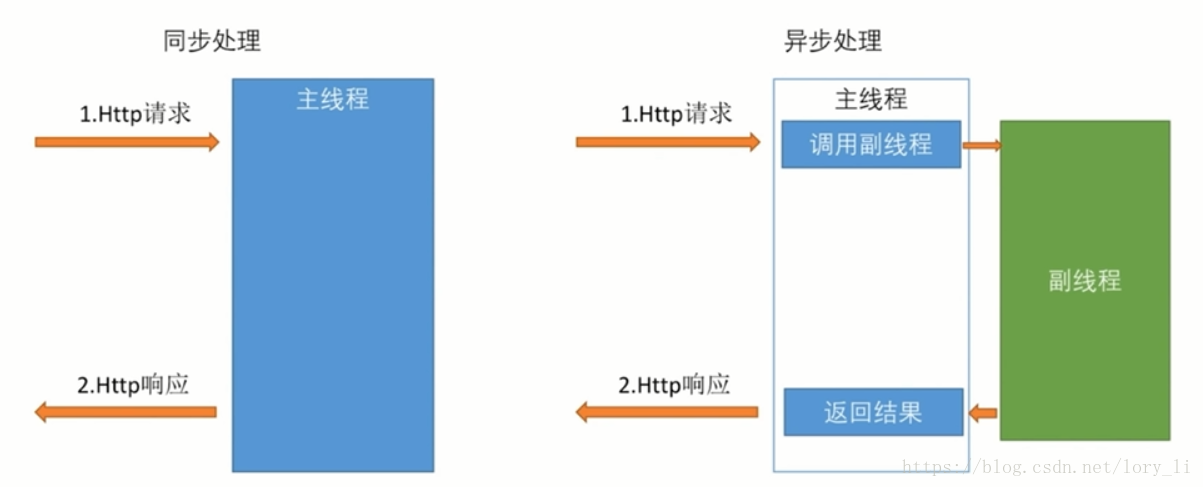 同步处理
主线程
1.Http请求
2.Http响应
异步处理
主线程
1.Http请求
调用副线程
副线程
2.Http响应
返回结果
https://blog.csdn.net/lory_li